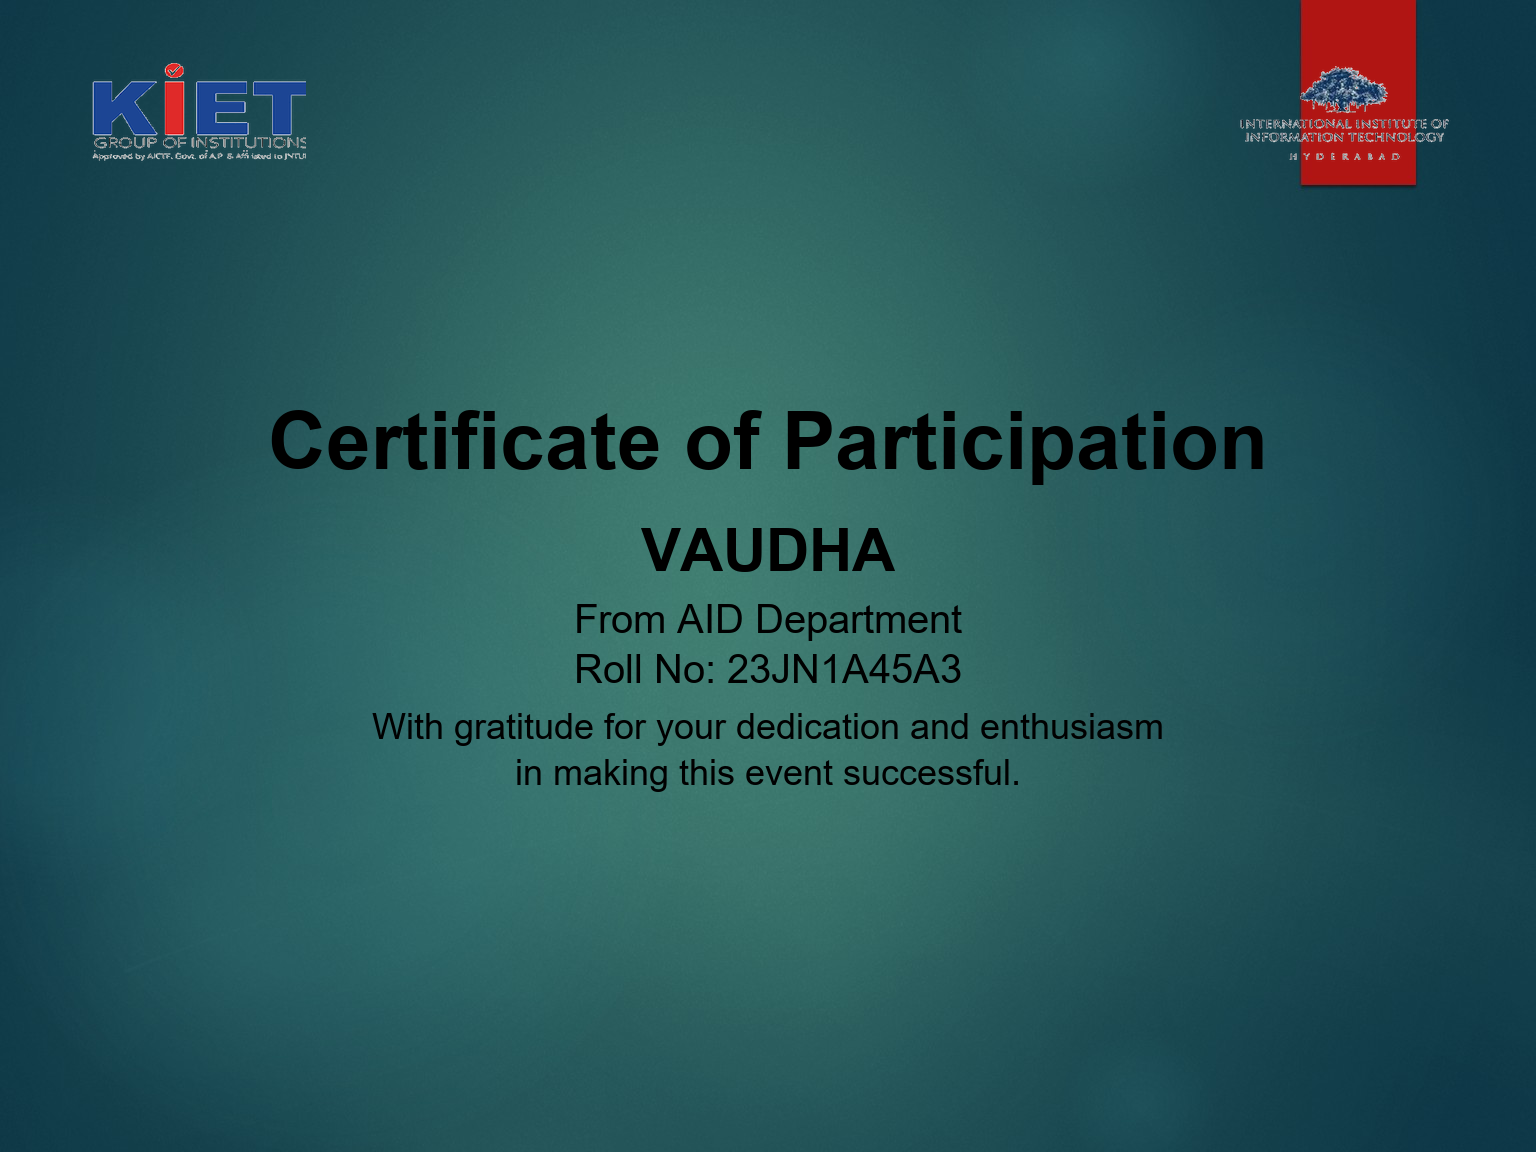 KiET
GROUP OF INSTITUTIONS
Approved by AICTE, Govt. of A.P. & Affiliated to JNTUK
INTERNATIONAL INSTITUTE OF
INFORMATION TECHNOLOGY
HYDERABAD
Certificate of Participation
VAUDHA
From AID Department
Roll No: 23JN1A45A3
With gratitude for your dedication and enthusiasm
in making this event successful.